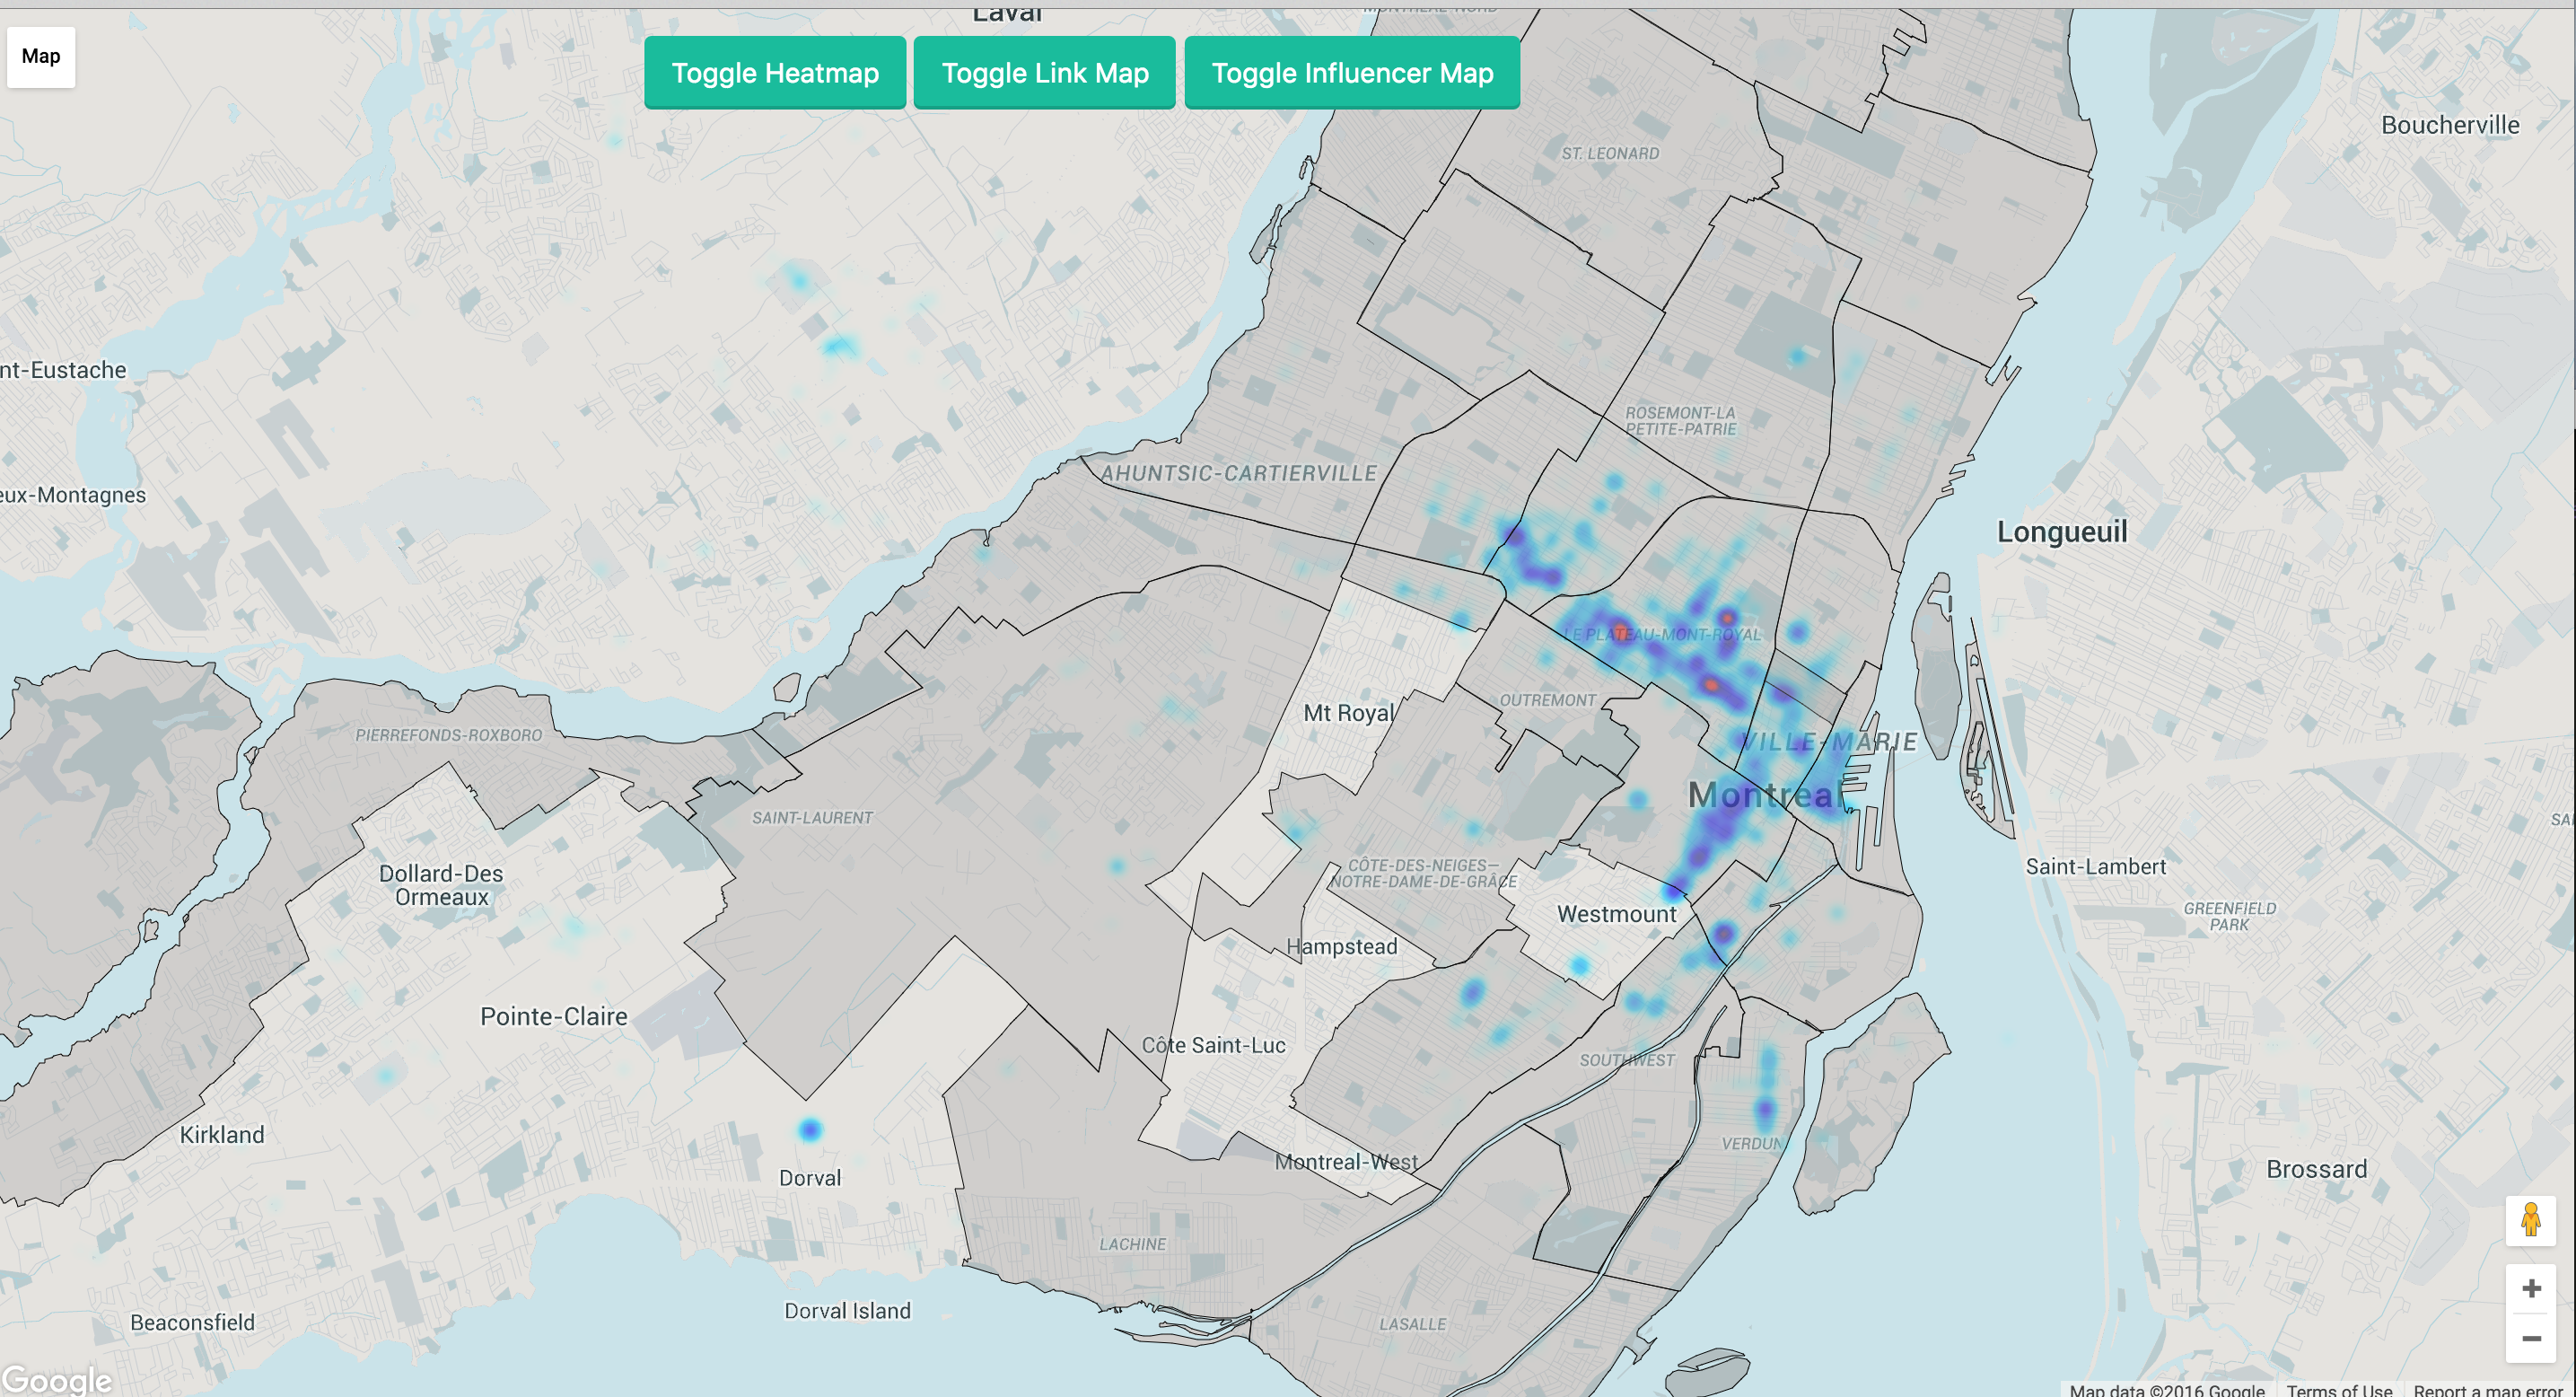 Laval
MONTREAL-NORD
Map
Toggle Heatmap
Toggle Link Map
Toggle Influencer Map
Boucherville
ST. LEONARD
nt-Eustache
ROSEMONT-LA
PETITE-PATRIE
AHUNTSIC-CARTIERVILLE
eux-Montagnes
Longueuil
LE PLATEAU-MONT-ROYAL
OUTREMONT
Mt Royal
PIERREFONDS-ROXBORO
VILLE-MARIE
Montreal
SAINT-LAURENT
SAI
Saint-Lambert
CÔTE-DES-NEIGES—
NOTRE-DAME-DE-GRÂCE
Dollard-Des
Ormeaux
Westmount
GREENFIELD
PARK
Hampstead
Pointe-Claire
Côte Saint-Luc
SOUTHWEST
Kirkland
VERDUN
Montreal-West
Brossard
Dorval
LACHINE
Dorval Island
Beaconsfield
LASALLE
Google
Map data ©2016 Google
Terms of Use
Report a map error